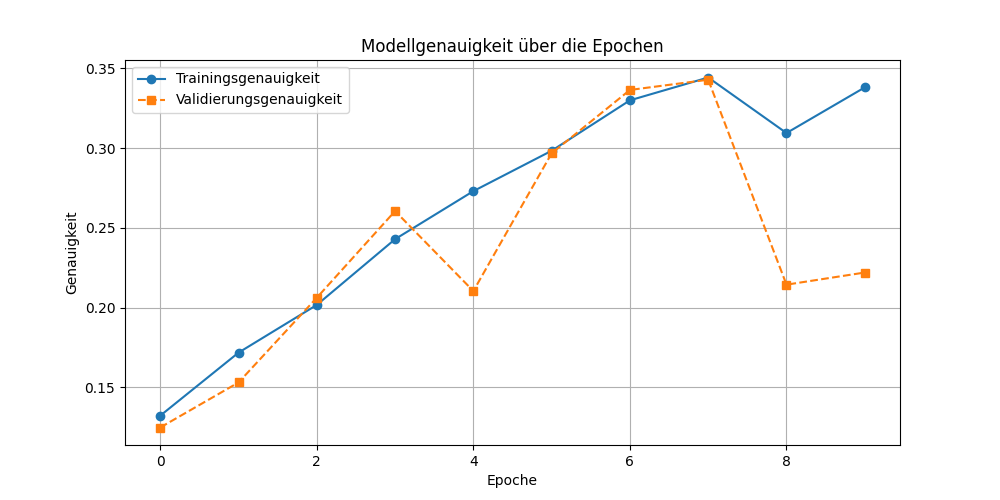 Modellgenauigkeit über die Epochen
Trainingsgenauigkeit
Validierungsgenauigkeit
Genauigkeit
0.35
0.30
0.25
0.20
0.15
0
2
4
6
8
Epoche